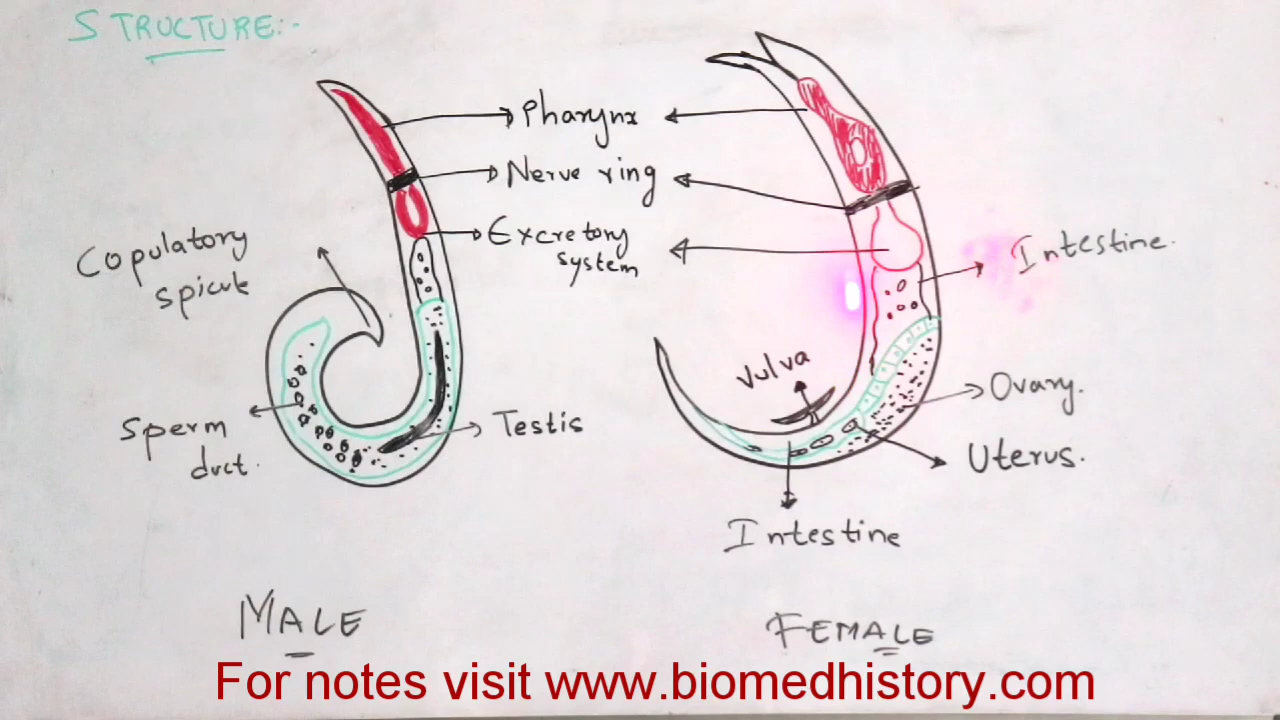 STRUCTURE:-
Pharynx
Nerve ring
Excretory
system
Copulatory
spicule
Intestine.
Vulva
Ovary.
Sperm
duct.
Testis
Uterus.
Intestine
MALE
FEMALE
For notes visit www.biomedhistory.com